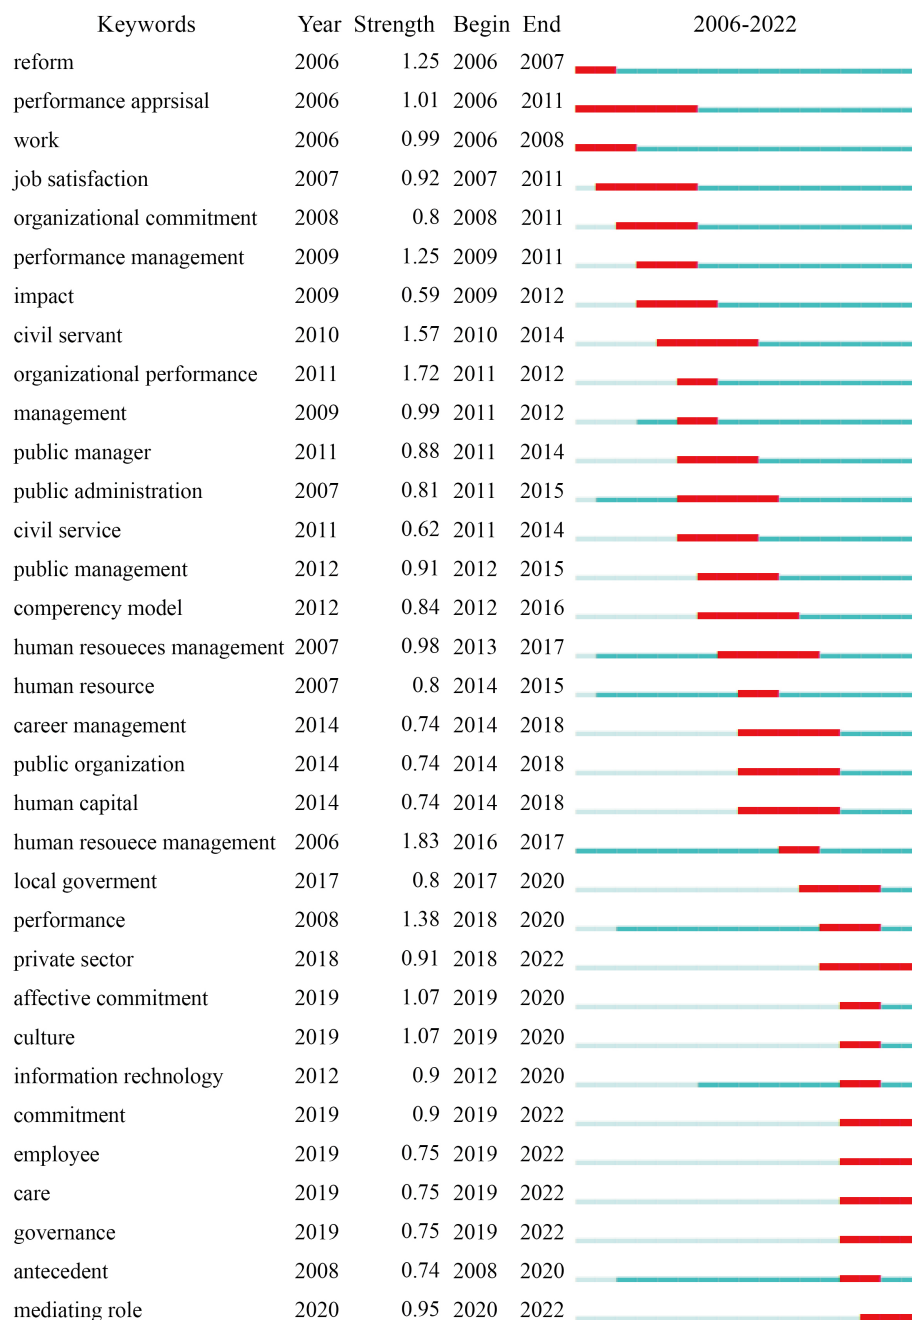 Keywords Year Strength Begin End 2006-2022
reform 2006 1.25 2006 2007
performance apprsisal 2006 1.01 2006 2011
work 2006 0.99 2006 2008
job satisfaction 2007 0.92 2007 2011
organizational commitment 2008 0.8 2008 2011
performance management 2009 1.25 2009 2011
impact 2009 0.59 2009 2012
civil servant 2010 1.57 2010 2014
organizational performance 2011 1.72 2011 2012
management 2009 0.99 2011 2012
public manager 2011 0.88 2011 2014
public administration 2007 0.81 2011 2015
civil service 2011 0.62 2011 2014
public management 2012 0.91 2012 2015
comperency model 2012 0.84 2012 2016
human resoueces management 2007 0.98 2013 2017
human resource 2007 0.8 2014 2015
career management 2014 0.74 2014 2018
public organization 2014 0.74 2014 2018
human capital 2014 0.74 2014 2018
human resouece management 2006 1.83 2016 2017
local goverment 2017 0.8 2017 2020
performance 2008 1.38 2018 2020
private sector 2018 0.91 2018 2022
affective commitment 2019 1.07 2019 2020
culture 2019 1.07 2019 2020
information rechnology 2012 0.9 2012 2020
commitment 2019 0.9 2019 2022
employee 2019 0.75 2019 2022
care 2019 0.75 2019 2022
governance 2019 0.75 2019 2022
antecedent 2008 0.74 2008 2020
mediating role 2020 0.95 2020 2022